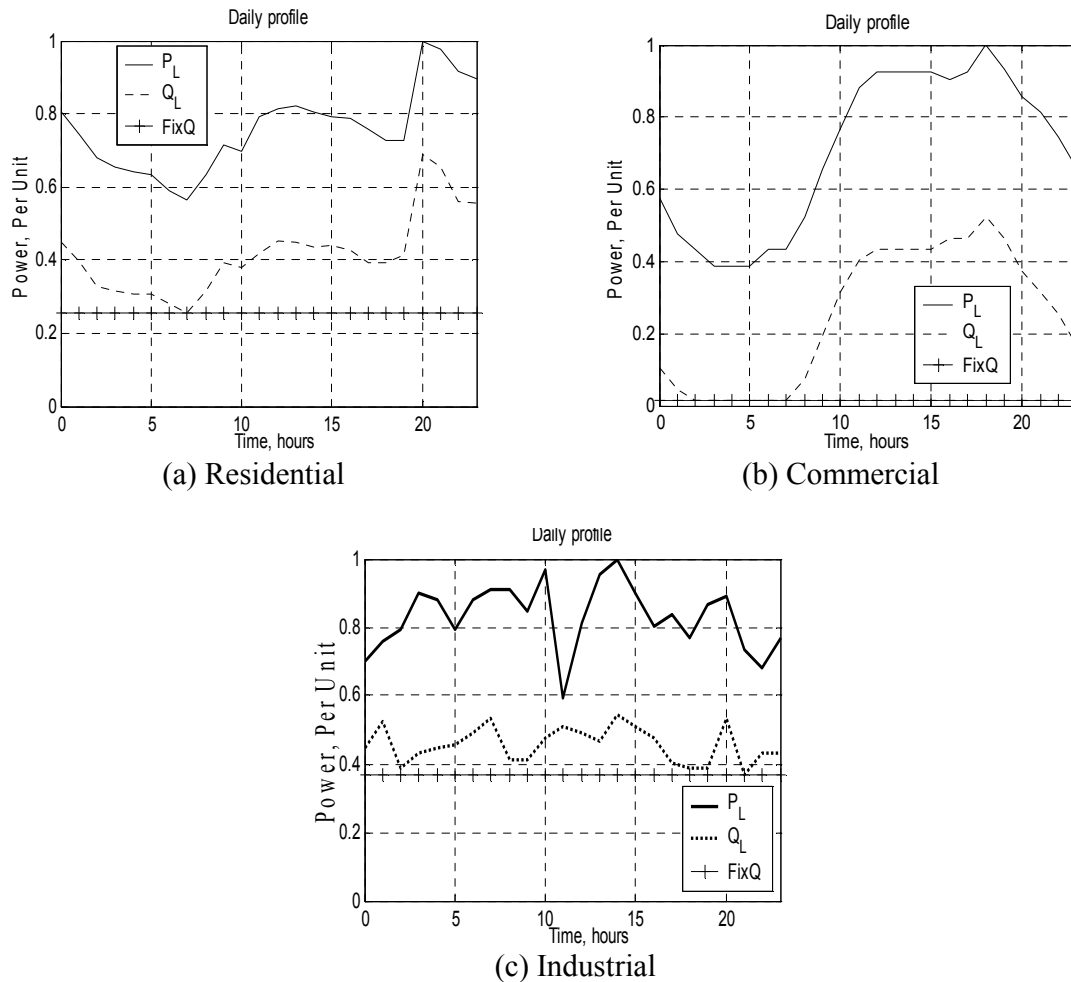 Daily profile
1
0.8
0.6
0.4
0.2
0
Power, Per Unit
P_L
Q_L
FixQ
0 5 10 15 20
Time, hours
(a) Residential
Daily profile
1
0.8
0.6
0.4
0.2
0
Power, Per Unit
P_L
Q_L
FixQ
0 5 10 15 20
Time, hours
(b) Commercial
Daily profile
1
0.8
0.6
0.4
0.2
0
Power, Per Unit
P_L
Q_L
FixQ
0 5 10 15 20
Time, hours
(c) Industrial